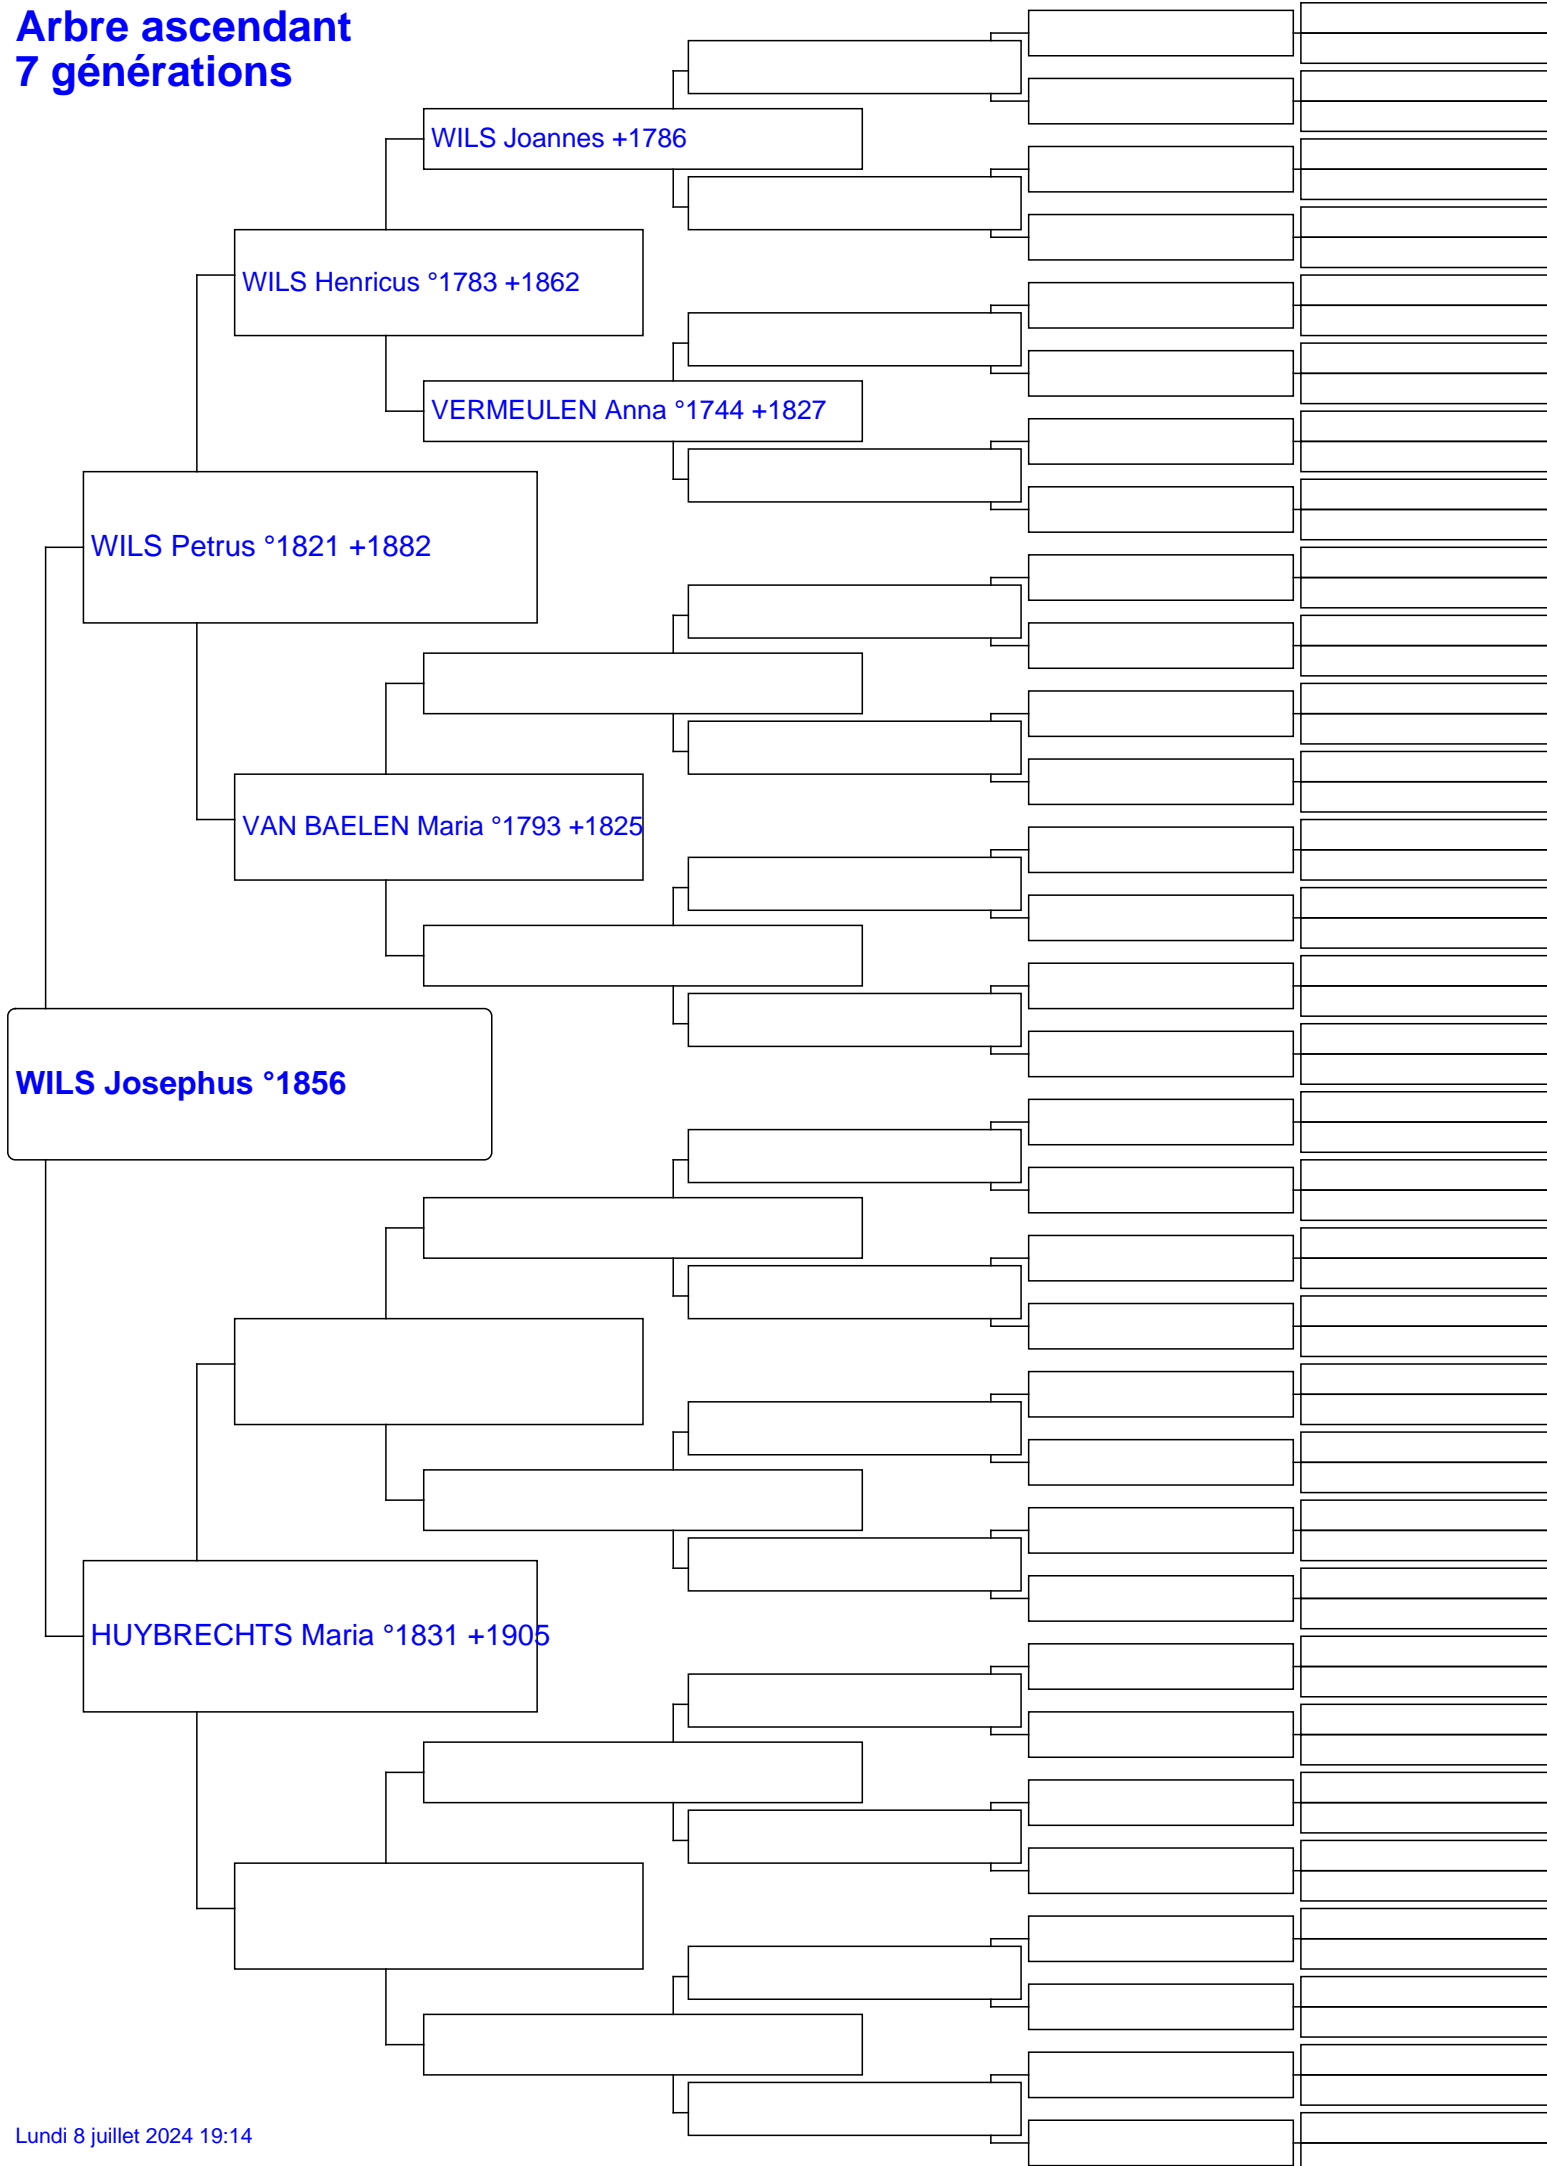 Arbre ascendant
7 générations
WILS Joannes +1786
WILS Henricus °1783 +1862
VERMEULEN Anna °1744 +1827
WILS Petrus °1821 +1882
VAN BAELEN Maria °1793 +1825
WILS Josephus °1856
HUYBRECHTS Maria °1831 +1905
Lundi 8 juillet 2024 19:14